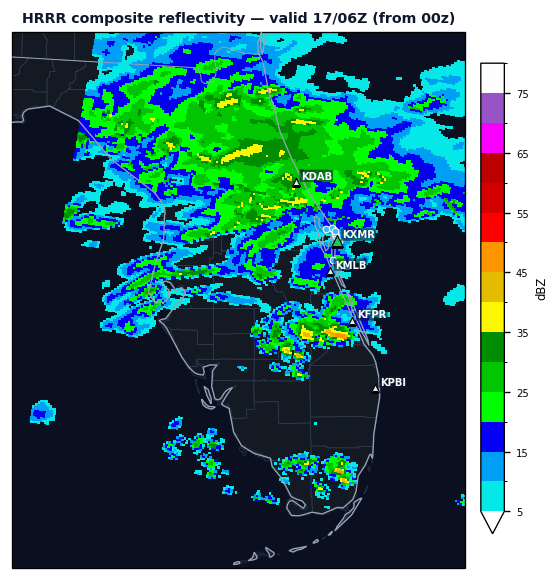 HRRR composite reflectivity — valid 17/06Z (from 00z)
KDAB
KXMR
KMLB
KFPR
KPBI
75
65
55
45
35
25
15
5
dBZ